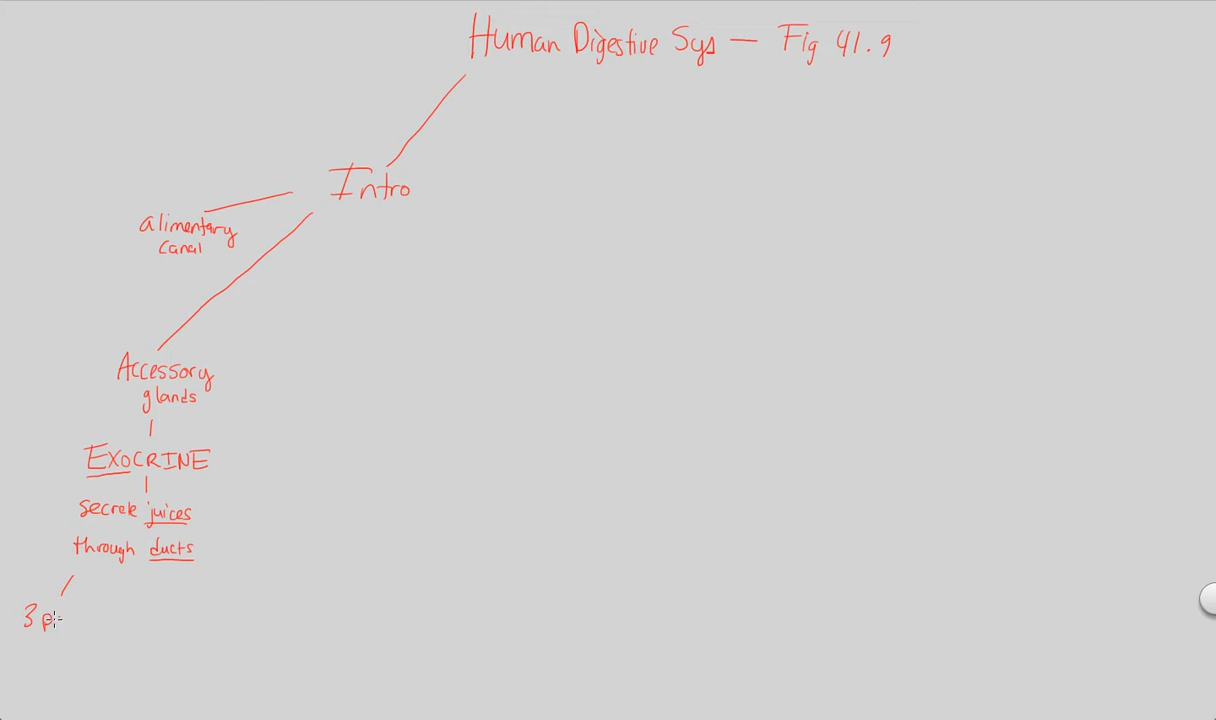 Human Digestive Sys — Fig 41.9
Intro
alimentary
canal
Accessory
glands
EXOCRINE
secrete juices
through ducts
3 p